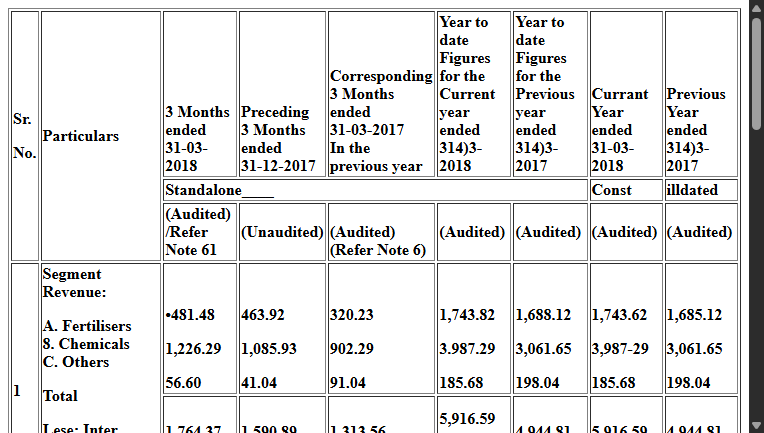 Sr. No.
Particulars
3 Months ended 31-03-2018
Preceding 3 Months ended 31-12-2017
Corresponding 3 Months ended 31-03-2017 In the previous year
Year to date Figures for the Current year ended 314)3-2018
Year to date Figures for the Previous year ended 314)3-2017
Currant Year ended 31-03-2018
Previous Year ended 314)3-2017
Standalone____
Const
illdated
(Audited) /Refer Note 61
(Unaudited)
(Audited) (Refer Note 6)
(Audited)
(Audited)
(Audited)
(Audited)
1
Segment Revenue:
A. Fertilisers •481.48 463.92 320.23 1,743.82 1,688.12 1,743.62 1,685.12
8. Chemicals 1,226.29 1,085.93 902.29 3.987.29 3,061.65 3,987-29 3,061.65
C. Others 56.60 41.04 91.04 185.68 198.04 185.68 198.04
Total 1,764.37 1,590.89 1,313.56 5,916.59 4,944.81 5,916.59 4,944.81
Lese: Inter